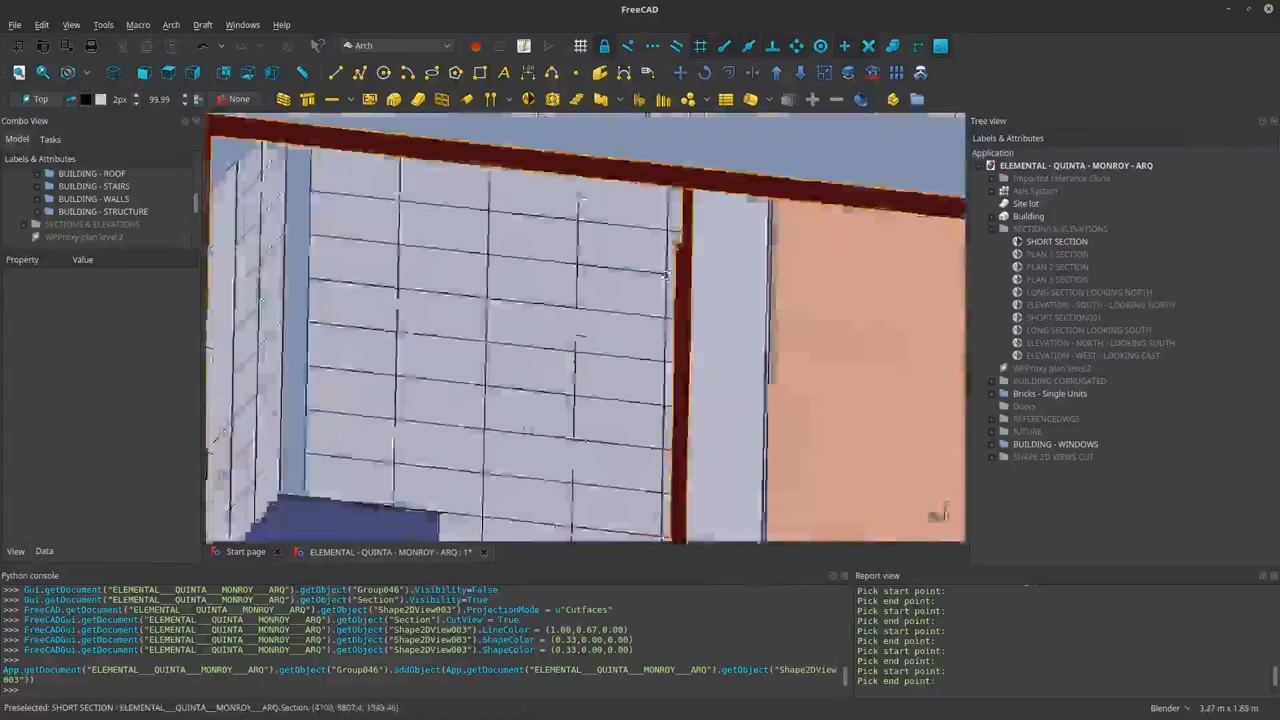 FreeCAD
File Edit View Tools Macro Arch Draft Windows Help
Arch
Top 2px 99.99 None
Combo View
Model Tasks
Labels & Attributes
BUILDING - ROOF
BUILDING - STAIRS
BUILDING - WALLS
BUILDING - STRUCTURE
SECTIONS & ELEVATIONS
WPProxy plan level 2
Property Value
View Data
Tree view
Labels & Attributes
Application
ELEMENTAL - QUINTA - MONROY - ARQ
Imported reference Clone
Axis System
Site lot
Building
SECTIONS & ELEVATIONS
SHORT SECTION
PLAN 1 SECTION
PLAN 2 SECTION
PLAN 3 SECTION
LONG SECTION LOOKING NORTH
ELEVATION - SOUTH - LOOKING NORTH
SHORT SECTION001
LONG SECTION LOOKING SOUTH
ELEVATION - NORTH - LOOKING SOUTH
ELEVATION - WEST - LOOKING EAST
WPProxy plan level 2
BUILDING CORRUGATED
Bricks - Single Units
Doors
REFERENCEDWGS
fUTURE
BUILDING - WINDOWS
SHAPE 2D VIEWS CUT
Start page
ELEMENTAL - QUINTA - MONROY - ARQ : 1*
Python console
>>> Gui.getDocument("ELEMENTAL___QUINTA___MONROY___ARQ").getObject("Group046").Visibility=False
>>> Gui.getDocument("ELEMENTAL___QUINTA___MONROY___ARQ").getObject("Section").Visibility=True
>>> FreeCAD.getDocument("ELEMENTAL___QUINTA___MONROY___ARQ").getObject("Shape2DView003").ProjectionMode = u"Cutfaces"
>>> FreeCADGui.getDocument("ELEMENTAL___QUINTA___MONROY___ARQ").getObject("Section").CutView = True
>>> FreeCADGui.getDocument("ELEMENTAL___QUINTA___MONROY___ARQ").getObject("Shape2DView003").LineColor = (1.00,0.67,0.00)
>>> FreeCADGui.getDocument("ELEMENTAL___QUINTA___MONROY___ARQ").getObject("Shape2DView003").ShapeColor = (0.33,0.00,0.00)
>>> FreeCADGui.getDocument("ELEMENTAL___QUINTA___MONROY___ARQ").getObject("Shape2DView003").ShapeColor = (0.33,0.00,0.00)
>>>
App.getDocument("ELEMENTAL___QUINTA___MONROY___ARQ").getObject("Group046").addObject(App.getDocument("ELEMENTAL___QUINTA___MONROY___ARQ").getObject("Shape2DView
003"))
>>>
Report view
Pick start point:
Pick end point:
Pick start point:
Pick end point:
Pick start point:
Pick end point:
Pick start point:
Pick end point:
Pick start point:
Pick end point:
Preselected: SHORT SECTION - ELEMENTAL___QUINTA___MONROY___ARQ.Section.
Blender 3.27 m x 1.85 m